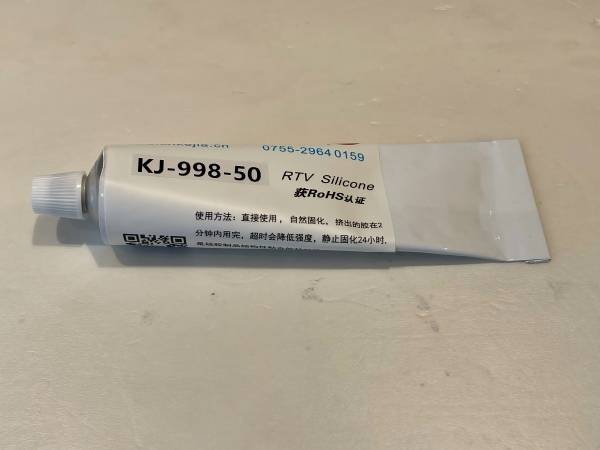 0755-29640159
KJ-998-50
RTV Silicone
获RoHS认证
使用方法：直接使用，自然固化，挤出的胶在2
分钟内用完，超时会降低强度，静止固化24小时.